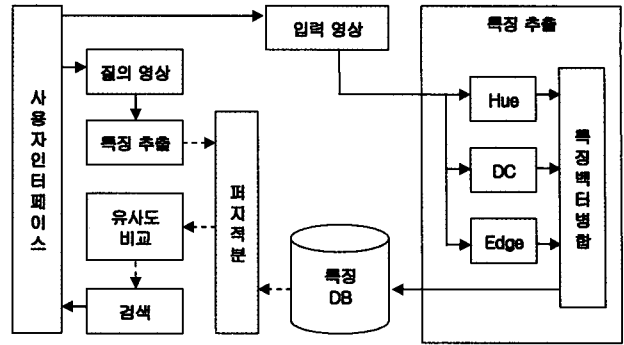 사용자인터페이스
입력 영상
질의 영상
특징 추출
유사도
비교
검색
퍼지적분
특징
DB
특징 추출
Hue
DC
Edge
특징벡터병합